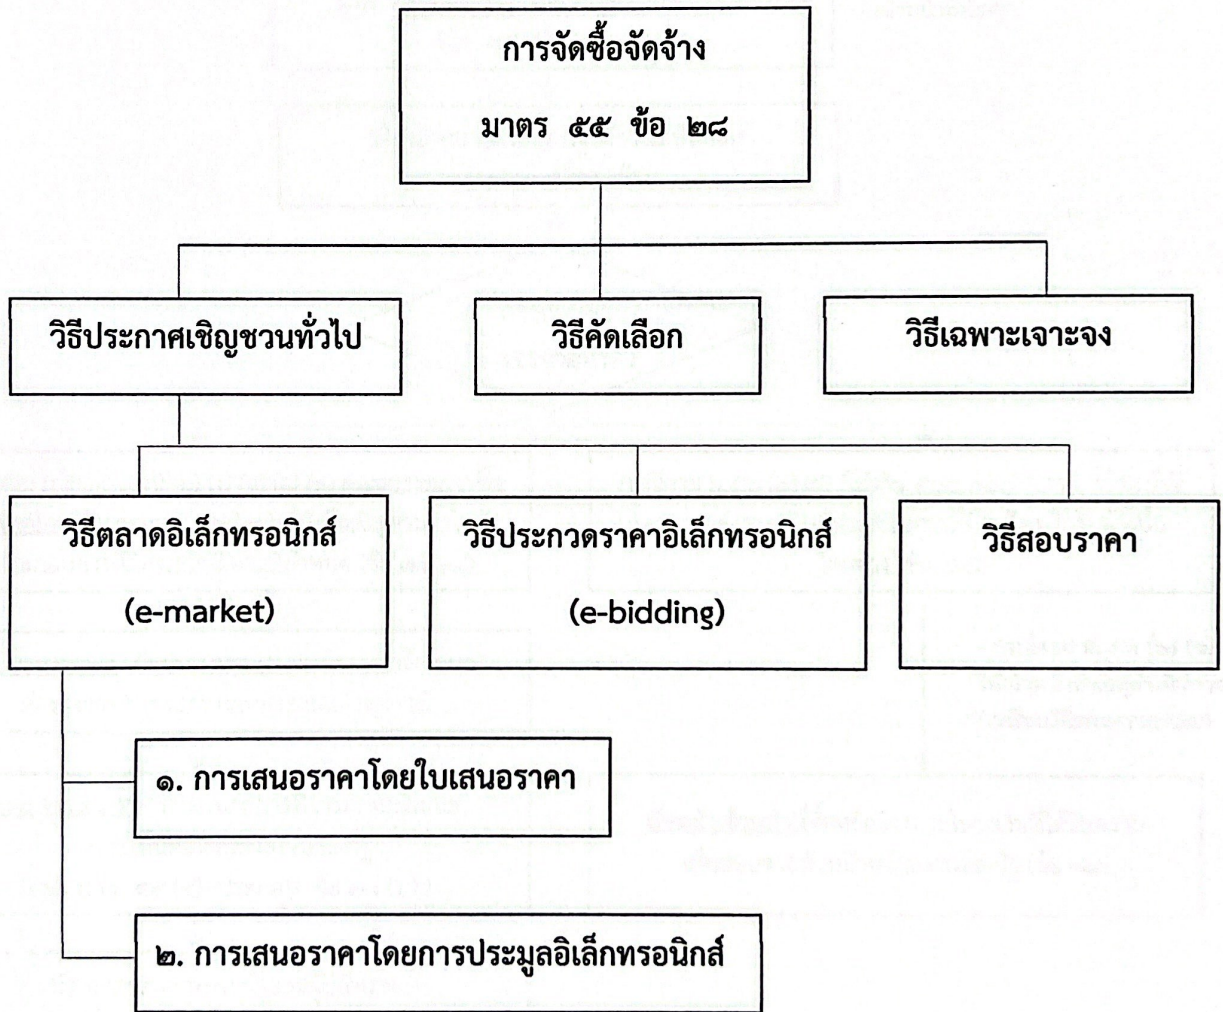 การจัดซื้อจัดจ้าง
มาตร ๕๕ ข้อ ๒๘
วิธีประกาศเชิญชวนทั่วไป
วิธีคัดเลือก
วิธีเฉพาะเจาะจง
วิธีตลาดอิเล็กทรอนิกส์
(e-market)
วิธีประกวดราคาอิเล็กทรอนิกส์
(e-bidding)
วิธีสอบราคา
๑. การเสนอราคาโดยใบเสนอราคา
๒. การเสนอราคาโดยการประมูลอิเล็กทรอนิกส์